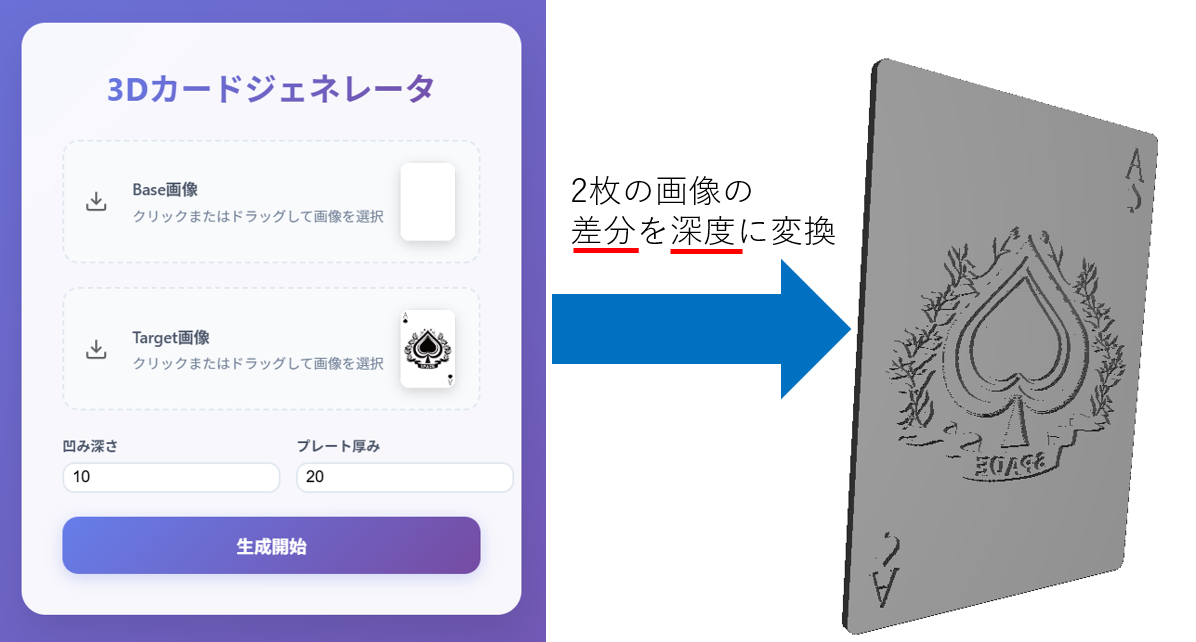 3Dカードジェネレータ
Base画像
クリックまたはドラッグして画像を選択
Target画像
クリックまたはドラッグして画像を選択
A
SPADE
A
凹み深さ
プレート厚み
10
20
生成開始
2枚の画像の
差分を深度に変換
A
SPADE
A